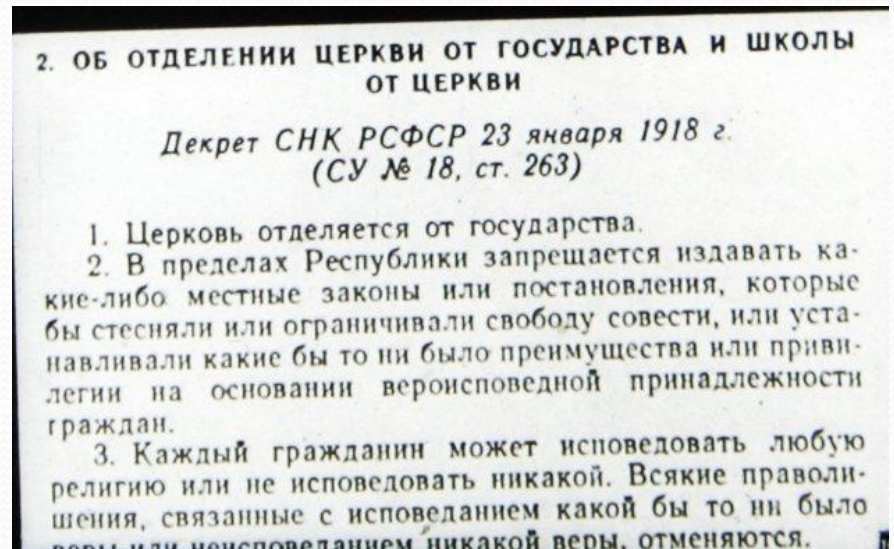 2. ОБ ОТДЕЛЕНИИ ЦЕРКВИ ОТ ГОСУДАРСТВА И ШКОЛЫ
ОТ ЦЕРКВИ
Декрет СНК РСФСР 23 января 1918 г.
(СУ № 18, ст. 263)
1. Церковь отделяется от государства.
2. В пределах Республики запрещается издавать ка-
кие-либо местные законы или постановления, которые
бы стесняли или ограничивали свободу совести, или уста-
навливали какие бы то ни было преимущества или приви-
легии на основании вероисповедной принадлежности
граждан.
3. Каждый гражданин может исповедовать любую
религию или не исповедовать никакой. Всякие праволи-
шения, связанные с исповеданием какой бы то ни было
веры или неисповеданием никакой веры, отменяются.